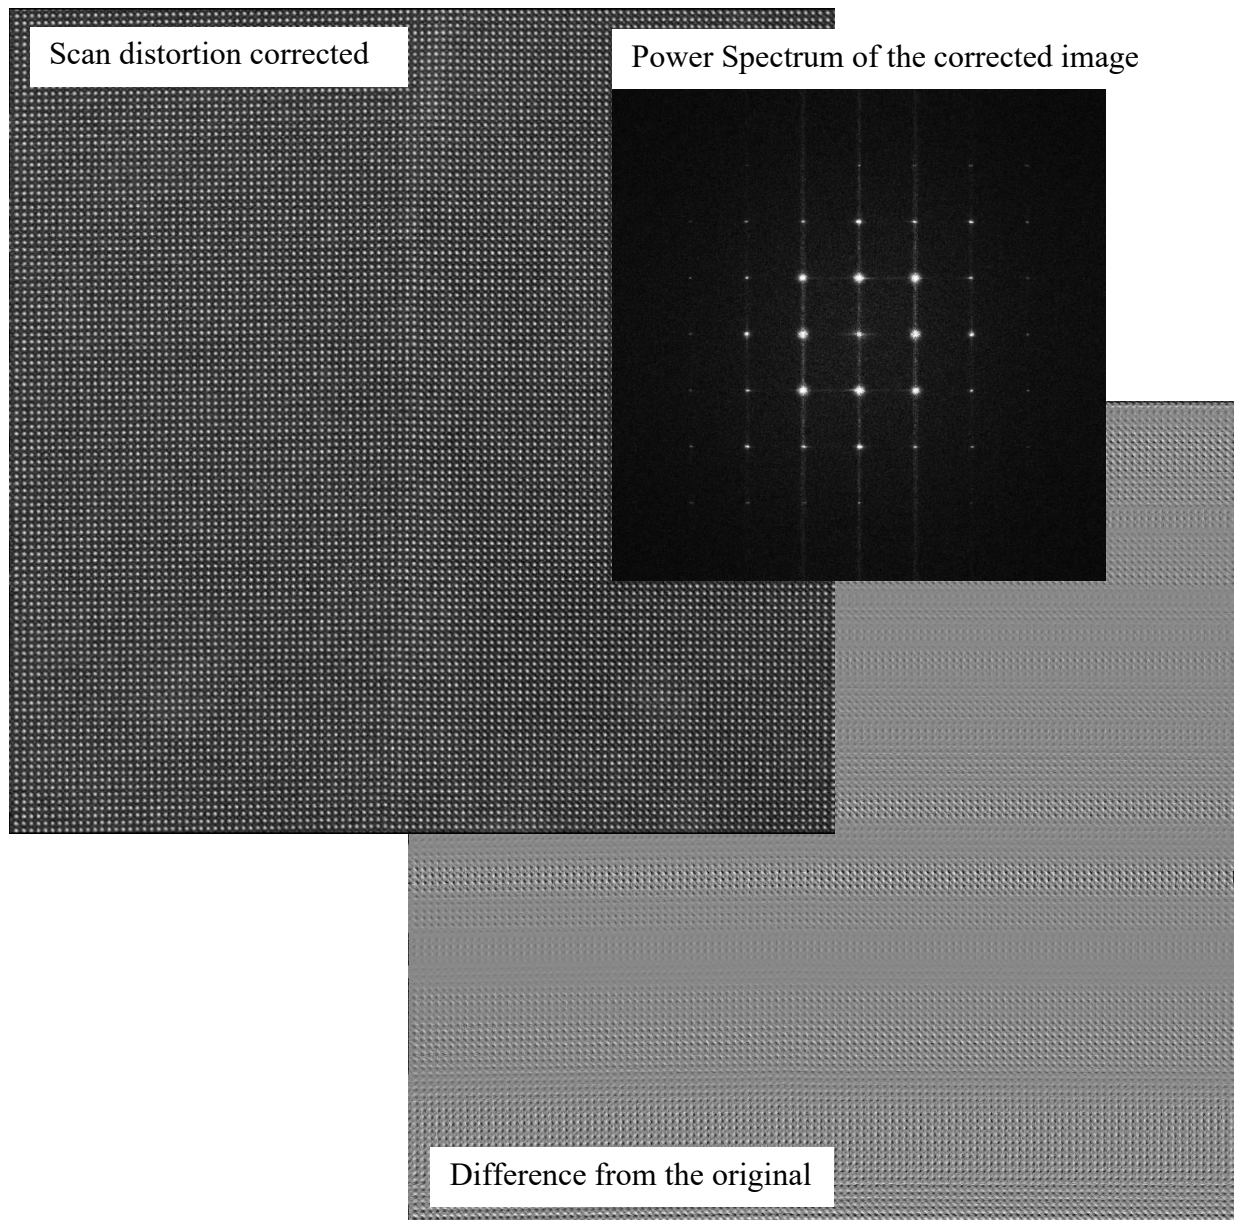 Scan distortion corrected
Power Spectrum of the corrected image
Difference from the original